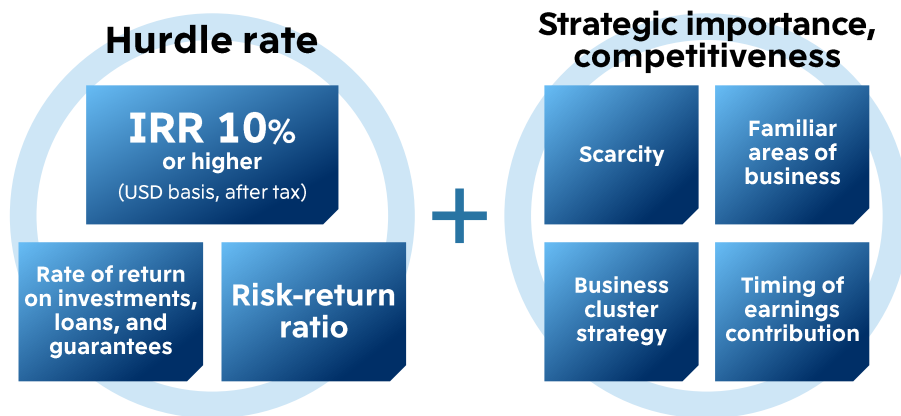 Hurdle rate
IRR 10%
or higher
(USD basis, after tax)
Rate of return
on investments,
loans, and
guarantees
Risk-return
ratio
+
Strategic importance,
competitiveness
Scarcity
Familiar
areas of
business
Business
cluster
strategy
Timing of
earnings
contribution